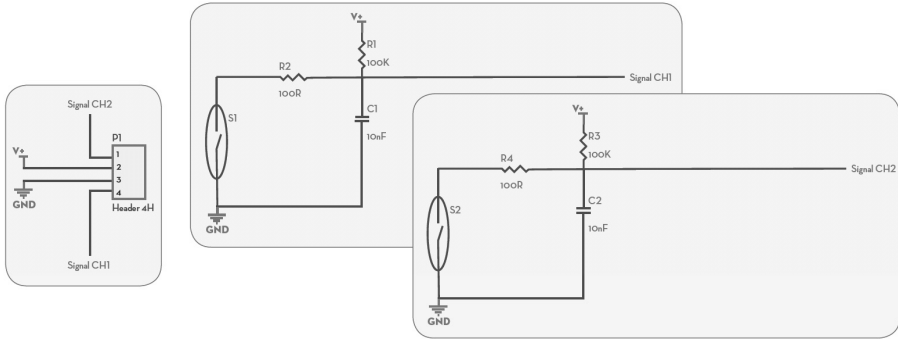 Signal CH2
P1
V+
1
2
3
4
GND
Header 4H
Signal CH1
V+
R1
100K
R2
100R
Signal CH1
S1
C1
10nF
GND
V+
R3
100K
R4
100R
Signal CH2
S2
C2
10nF
GND